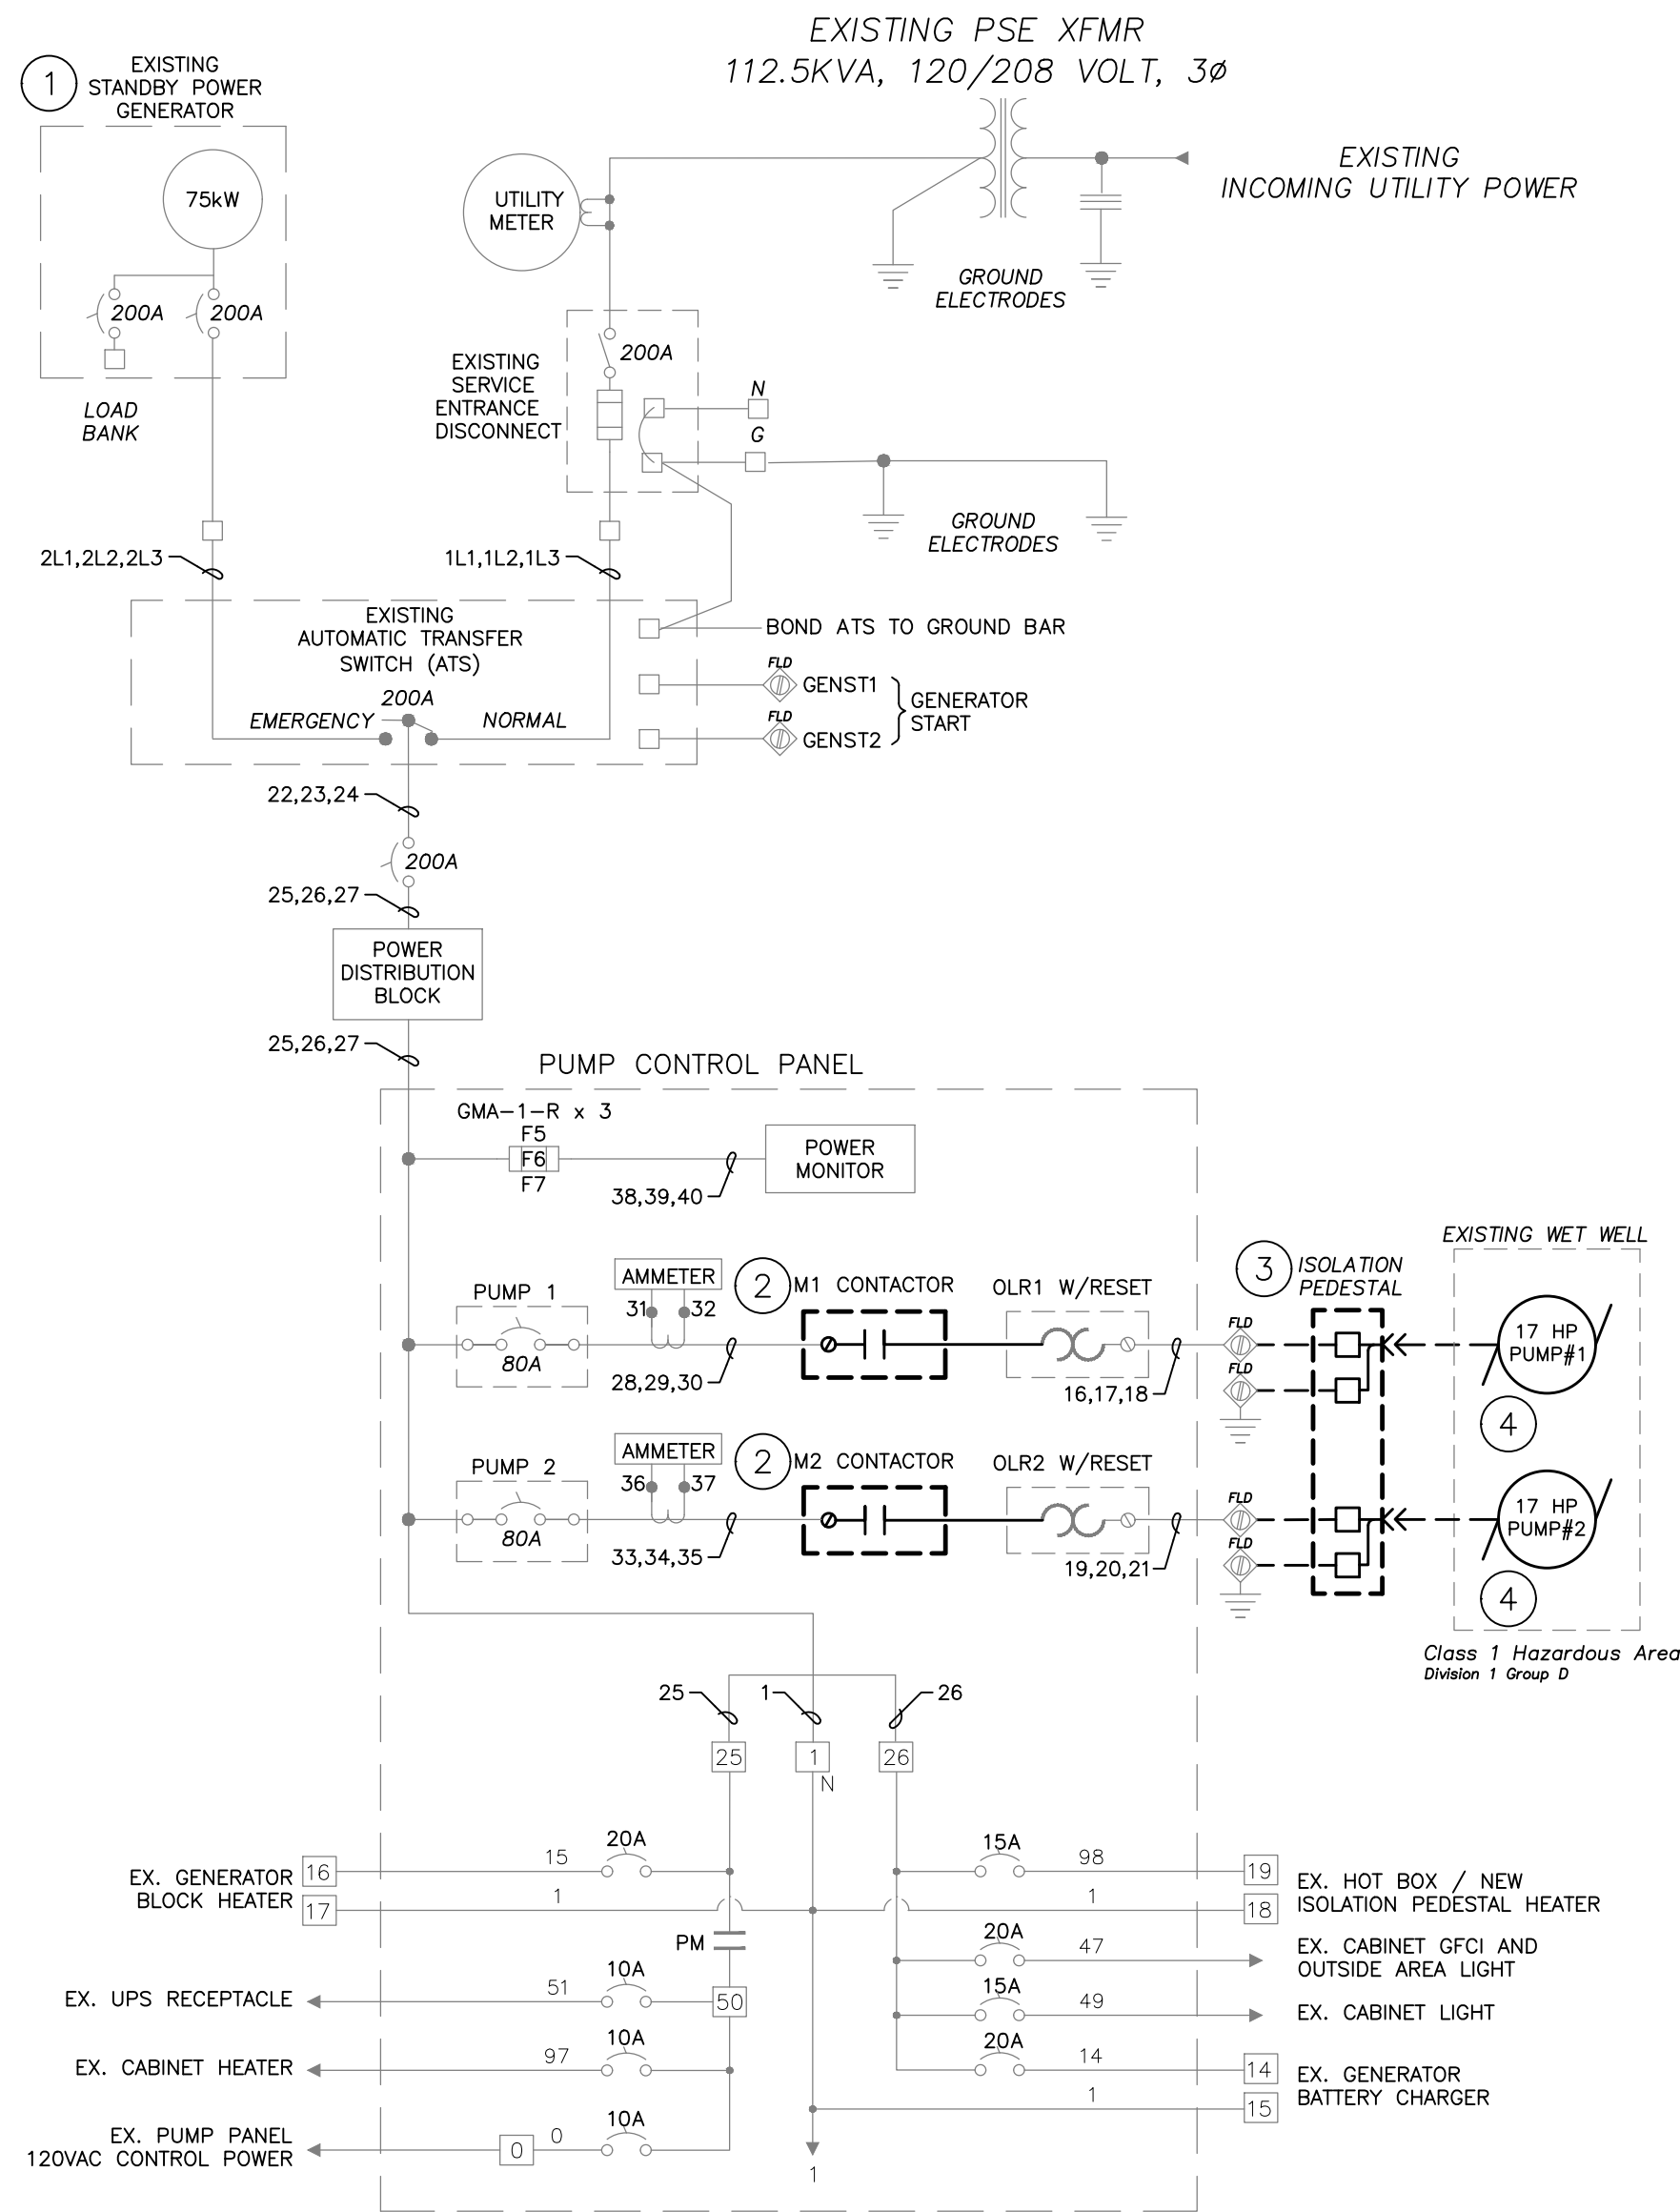 EXISTING PSE XFMR
112.5KVA, 120/208 VOLT, 3ø
1
EXISTING
STANDBY POWER
GENERATOR
75kW
200A
200A
LOAD
BANK
UTILITY
METER
EXISTING
INCOMING UTILITY POWER
GROUND
ELECTRODES
EXISTING
SERVICE
ENTRANCE
DISCONNECT
200A
N
G
GROUND
ELECTRODES
2L1,2L2,2L3
1L1,1L2,1L3
EXISTING
AUTOMATIC TRANSFER
SWITCH (ATS)
200A
EMERGENCY
NORMAL
BOND ATS TO GROUND BAR
FLD
GENST1
FLD
GENST2
GENERATOR
START
22,23,24
200A
25,26,27
POWER
DISTRIBUTION
BLOCK
25,26,27
PUMP CONTROL PANEL
GMA-1-R x 3
F5
F6
F7
38,39,40
POWER
MONITOR
PUMP 1
80A
AMMETER
31
32
28,29,30
2
M1 CONTACTOR
OLR1 W/RESET
16,17,18
FLD
FLD
3
ISOLATION
PEDESTAL
EXISTING WET WELL
17 HP
PUMP#1
4
PUMP 2
80A
AMMETER
36
37
33,34,35
2
M2 CONTACTOR
OLR2 W/RESET
19,20,21
FLD
FLD
17 HP
PUMP#2
4
Class 1 Hazardous Area
Division 1 Group D
25
1
26
25
1
N
26
EX. GENERATOR
BLOCK HEATER
16
17
15
1
20A
PM
EX. UPS RECEPTACLE
51
10A
50
EX. CABINET HEATER
97
10A
EX. PUMP PANEL
120VAC CONTROL POWER
0
0
10A
1
15A
98
19
1
18
EX. HOT BOX / NEW
ISOLATION PEDESTAL HEATER
20A
47
EX. CABINET GFCI AND
OUTSIDE AREA LIGHT
15A
49
EX. CABINET LIGHT
20A
14
14
1
15
EX. GENERATOR
BATTERY CHARGER